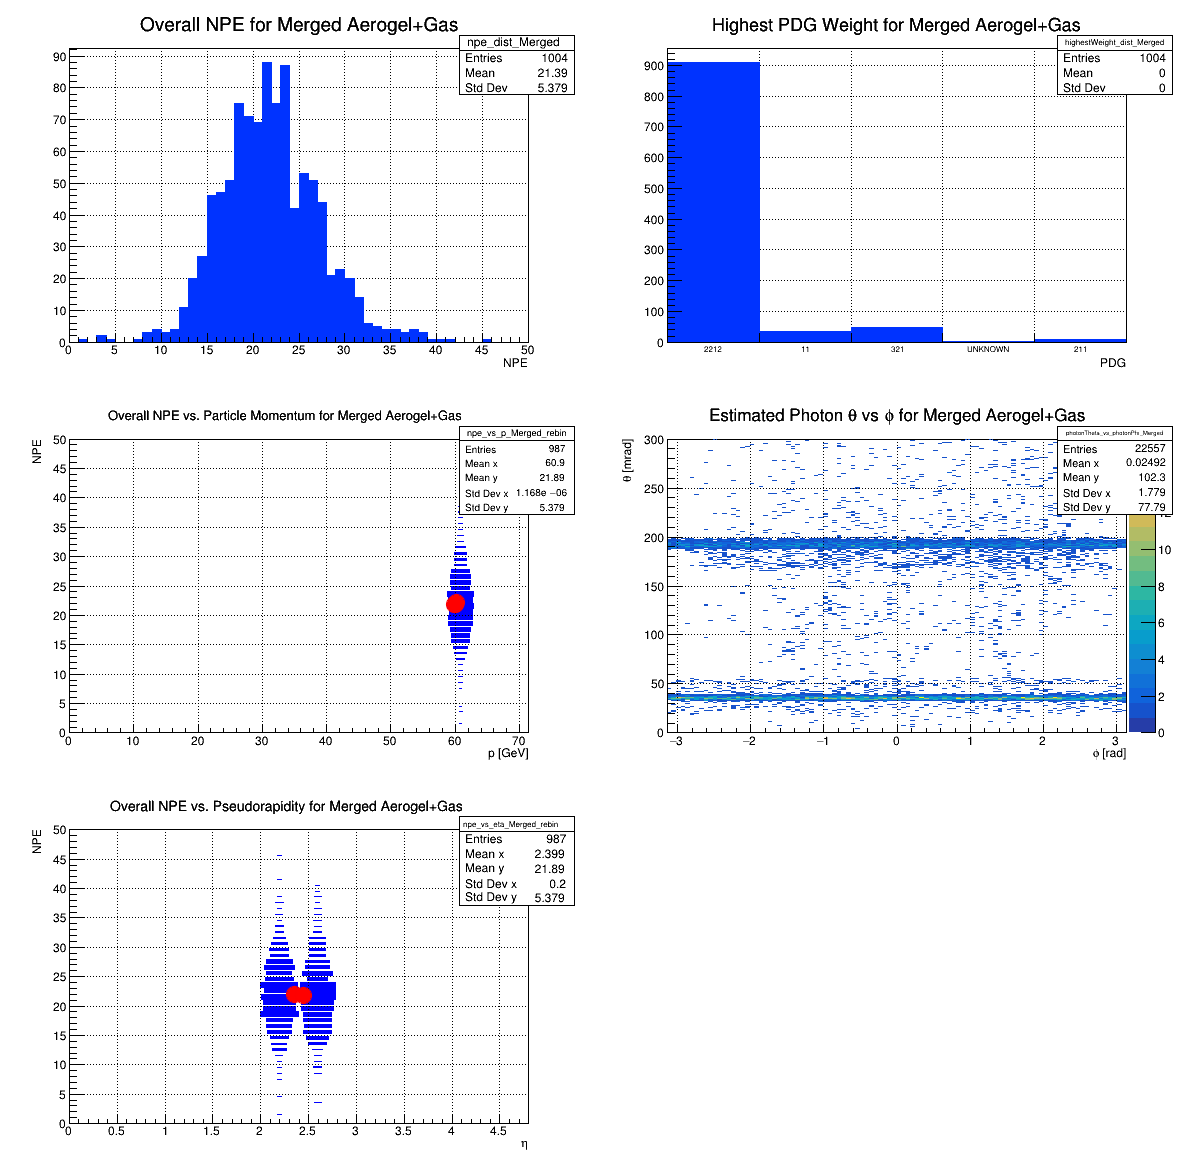 Overall NPE for Merged Aerogel+Gas
npe_dist_Merged
Entries 1004
Mean 21.39
Std Dev 5.379
90
80
70
60
50
40
30
20
10
0
0 5 10 15 20 25 30 35 40 45 50
NPE
Highest PDG Weight for Merged Aerogel+Gas
highestWeight_dist_Merged
Entries 1004
Mean 0
Std Dev 0
900
800
700
600
500
400
300
200
100
0
2212 11 321 UNKNOWN 211
PDG
Overall NPE vs. Particle Momentum for Merged Aerogel+Gas
npe_vs_p_Merged_rebin
Entries 987
Mean x 60.9
Mean y 21.89
Std Dev x 1.168e −06
Std Dev y 5.379
NPE
50
45
40
35
30
25
20
15
10
5
0
0 10 20 30 40 50 60 70
p [GeV]
Estimated Photon θ vs ϕ for Merged Aerogel+Gas
photonTheta_vs_photonPhi_Merged
Entries 22557
Mean x 0.02492
Mean y 102.3
Std Dev x 1.779
Std Dev y 77.79
θ [mrad]
300
250
200
150
100
50
0
−3 −2 −1 0 1 2 3
ϕ [rad]
10
8
6
4
2
0
Overall NPE vs. Pseudorapidity for Merged Aerogel+Gas
npe_vs_eta_Merged_rebin
Entries 987
Mean x 2.399
Mean y 21.89
Std Dev x 0.2
Std Dev y 5.379
NPE
50
45
40
35
30
25
20
15
10
5
0
0 0.5 1 1.5 2 2.5 3 3.5 4 4.5
η